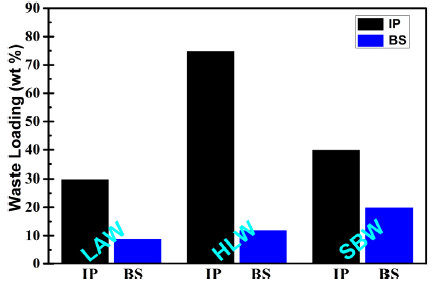 90
80
70
60
50
40
30
20
10
0
Waste Loading (wt %)
IP
BS
LAW
HLW
SBW
IP BS IP BS IP BS